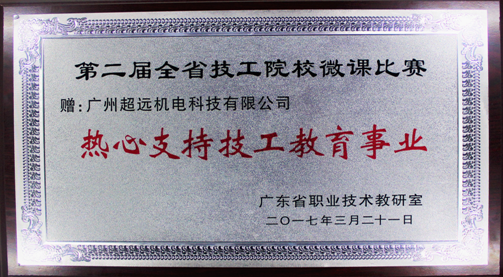 第二届全省技工院校微课比赛
赠:广州超远机电科技有限公司
热心支持技工教育事业
广东省职业技术教研室
二〇一七年三月二十一日